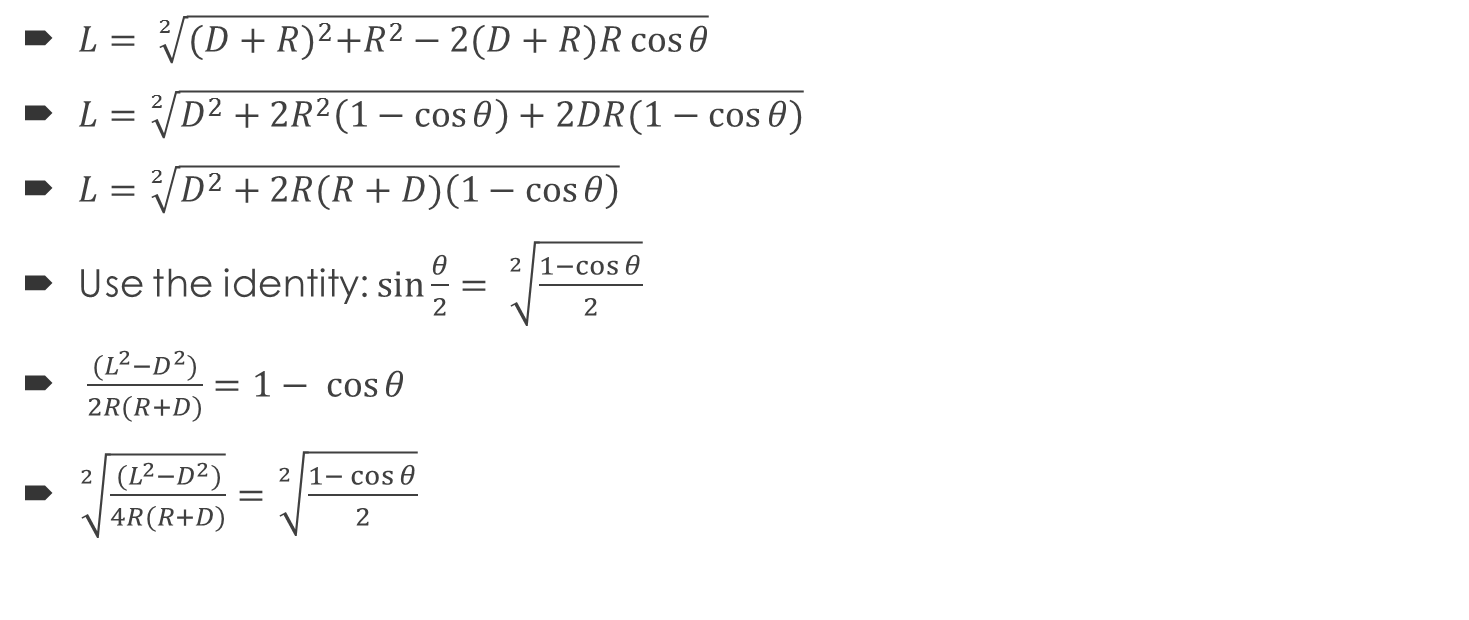 L = ²√((D + R)²+R² − 2(D + R)R cos θ)
L = ²√(D² + 2R²(1 − cos θ) + 2DR(1 − cos θ))
L = ²√(D² + 2R(R + D)(1 − cos θ))
Use the identity: sin θ/2 = ²√((1−cos θ)/2)
(L²−D²)/(2R(R+D)) = 1 − cos θ
²√((L²−D²)/(4R(R+D))) = ²√((1− cos θ)/2)